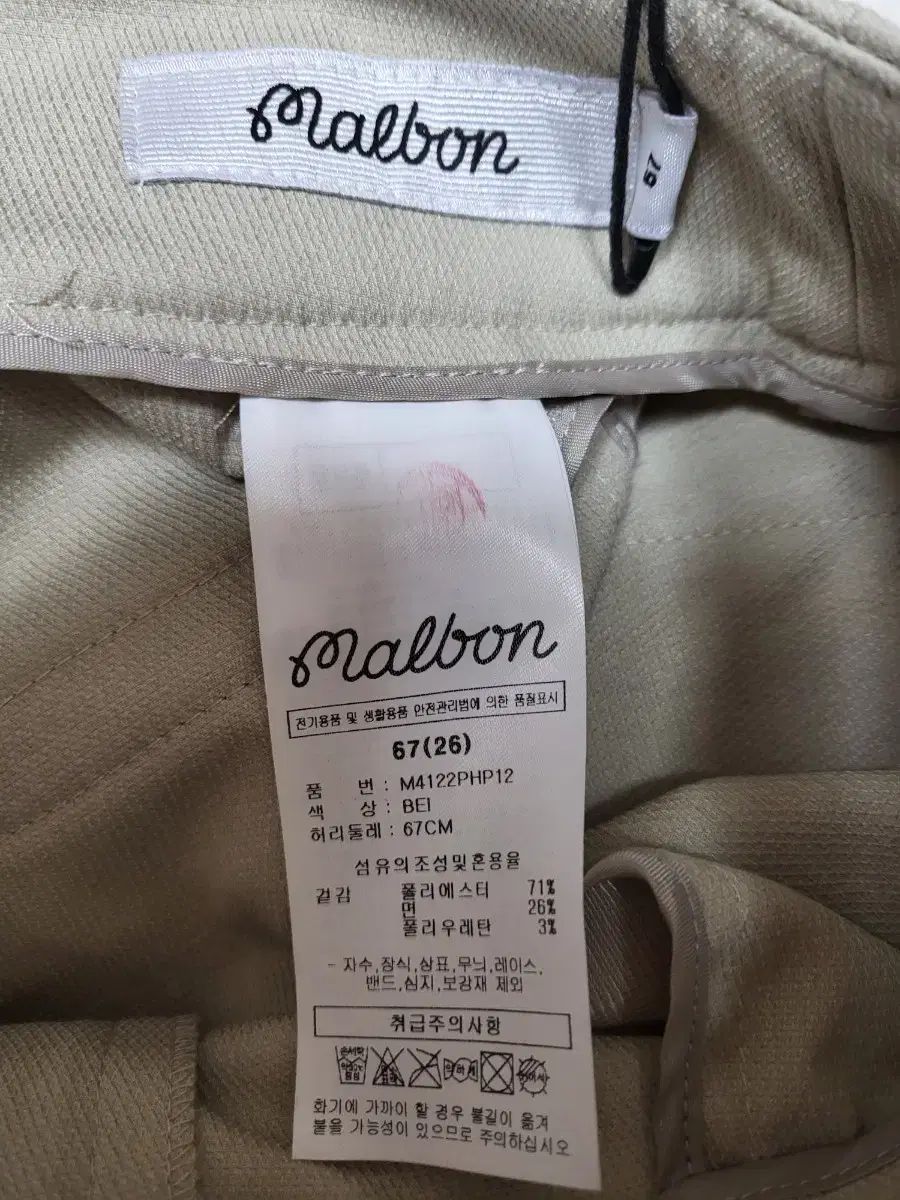 malbon
67
malbon
전기용품 및 생활용품 안전관리법에 의한 품질표시
67(26)
품 번 : M4122PHP12
색 상 : BEI
허리둘레 : 67CM
섬유의조성및혼용율
겉감 폴리에스터 71%
면 26%
폴리우레탄 3%
- 자수,장식,상표,무늬,레이스,
밴드,심지,보강재 제외
취급주의사항
화기에 가까이 할 경우 불길이 옮겨
붙을 가능성이 있으므로 주의하십시오